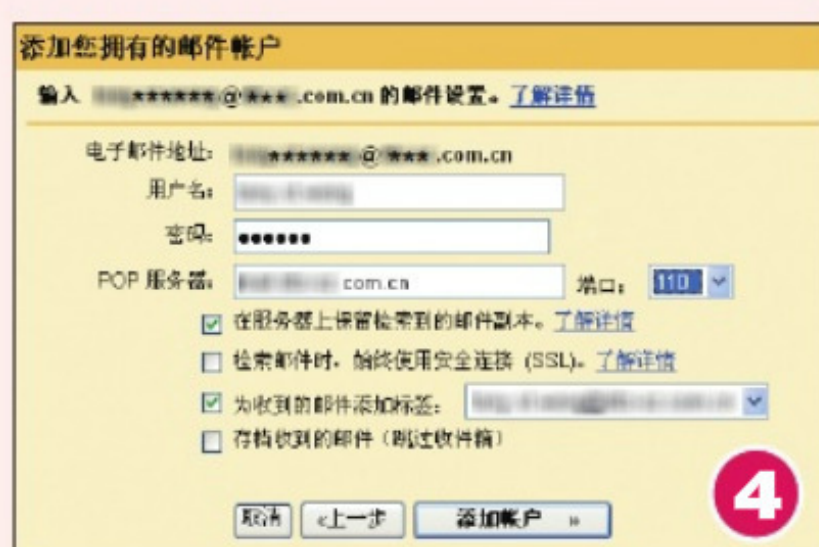 添加您拥有的邮件帐户
输入 ******@***.com.cn 的邮件设置。了解详情
电子邮件地址: ******@***.com.cn
用户名:
密码: ●●●●●●
POP 服务器: com.cn 端口: 110
在服务器上保留检索到的邮件副本。了解详情
检索邮件时，始终使用安全连接 (SSL)。了解详情
为收到的邮件添加标签:
存档收到的邮件（跳过收件箱）
取消 «上一步 添加帐户 »
4